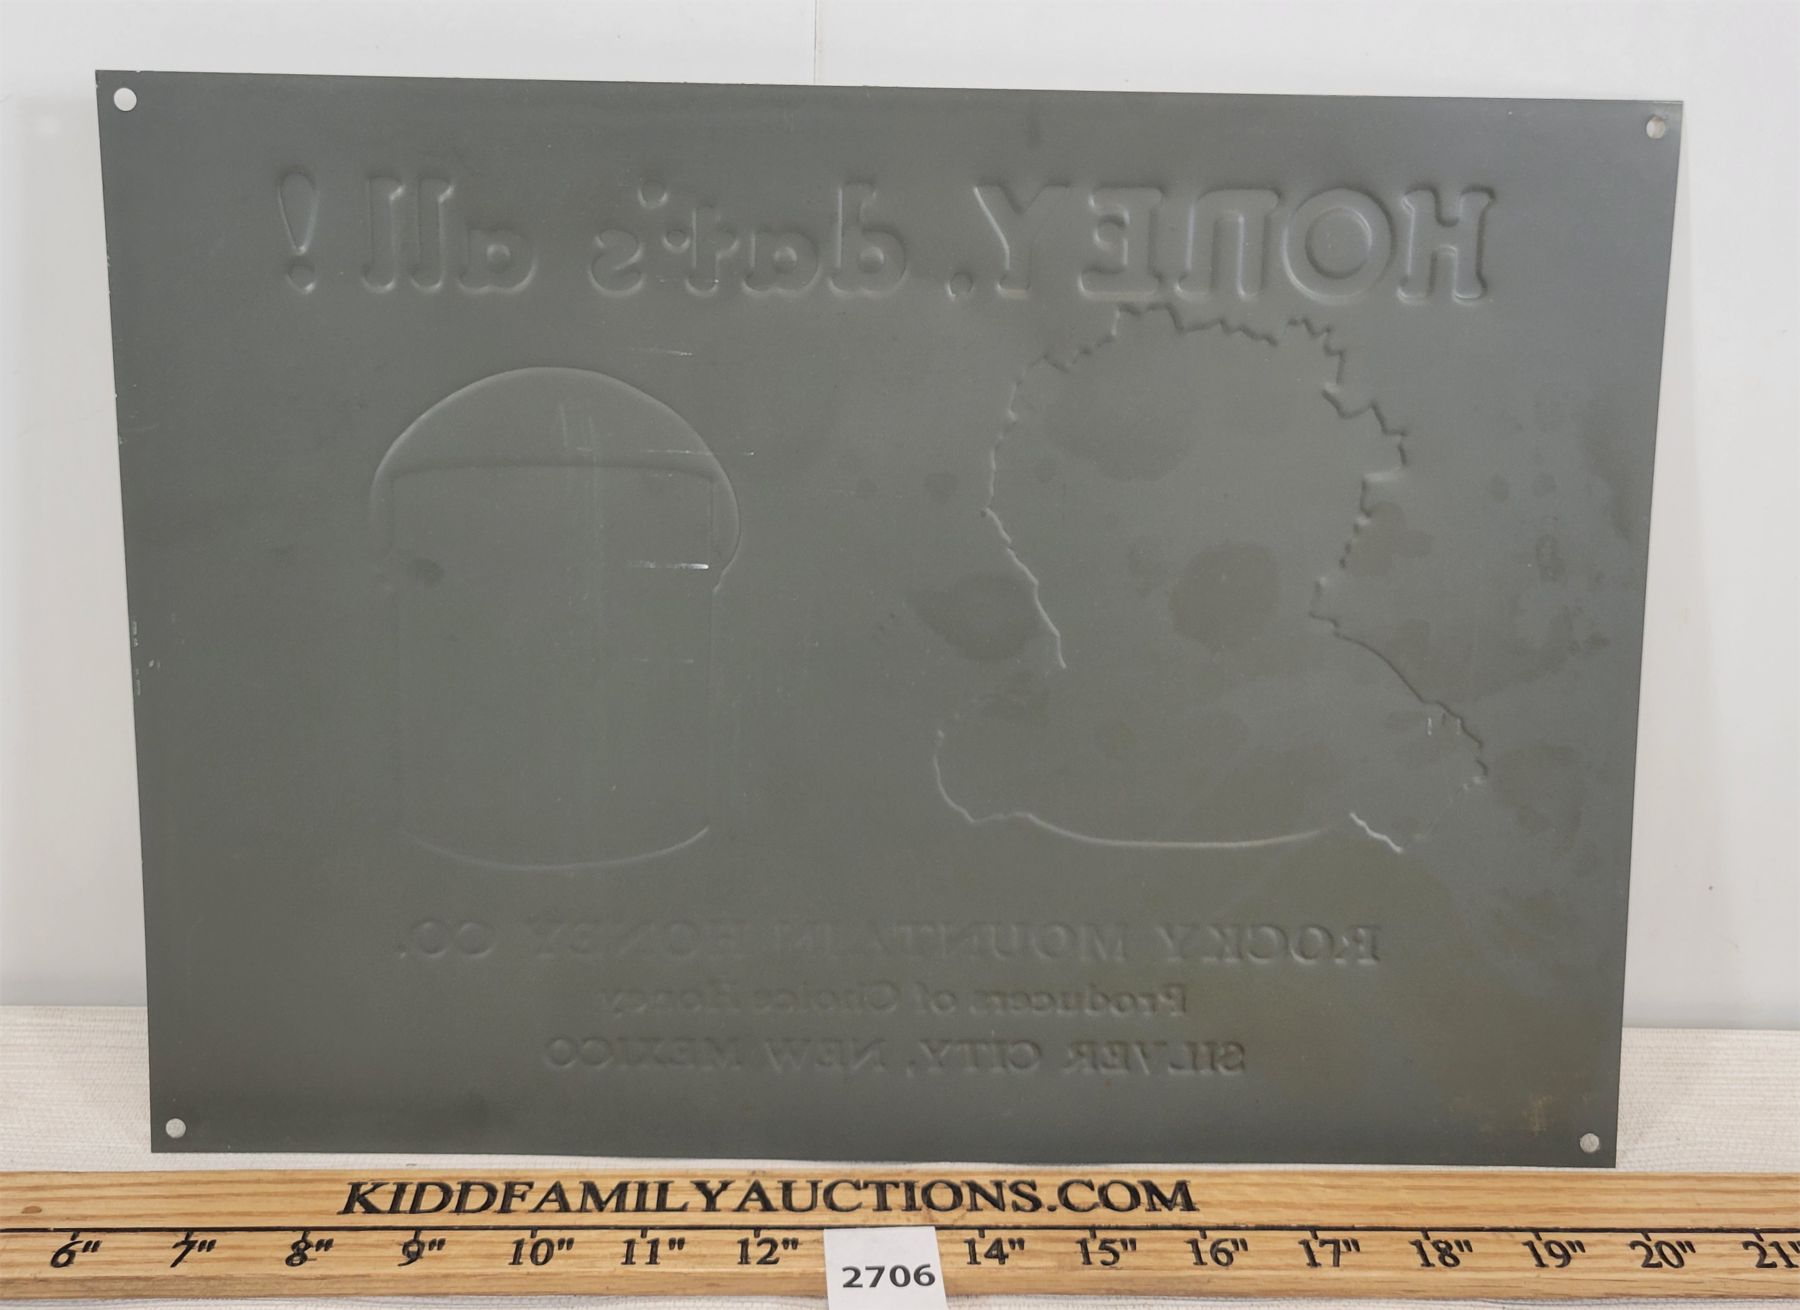 HONEY, dat's all!
ROCKY MOUNTAIN HONEY CO.
Producers of Choice Honey
SILVER CITY, NEW MEXICO
KIDDFAMILYAUCTIONS.COM
6" 7" 8" 9" 10" 11" 12" 14" 15" 16" 17" 18" 19" 20" 21"
2706